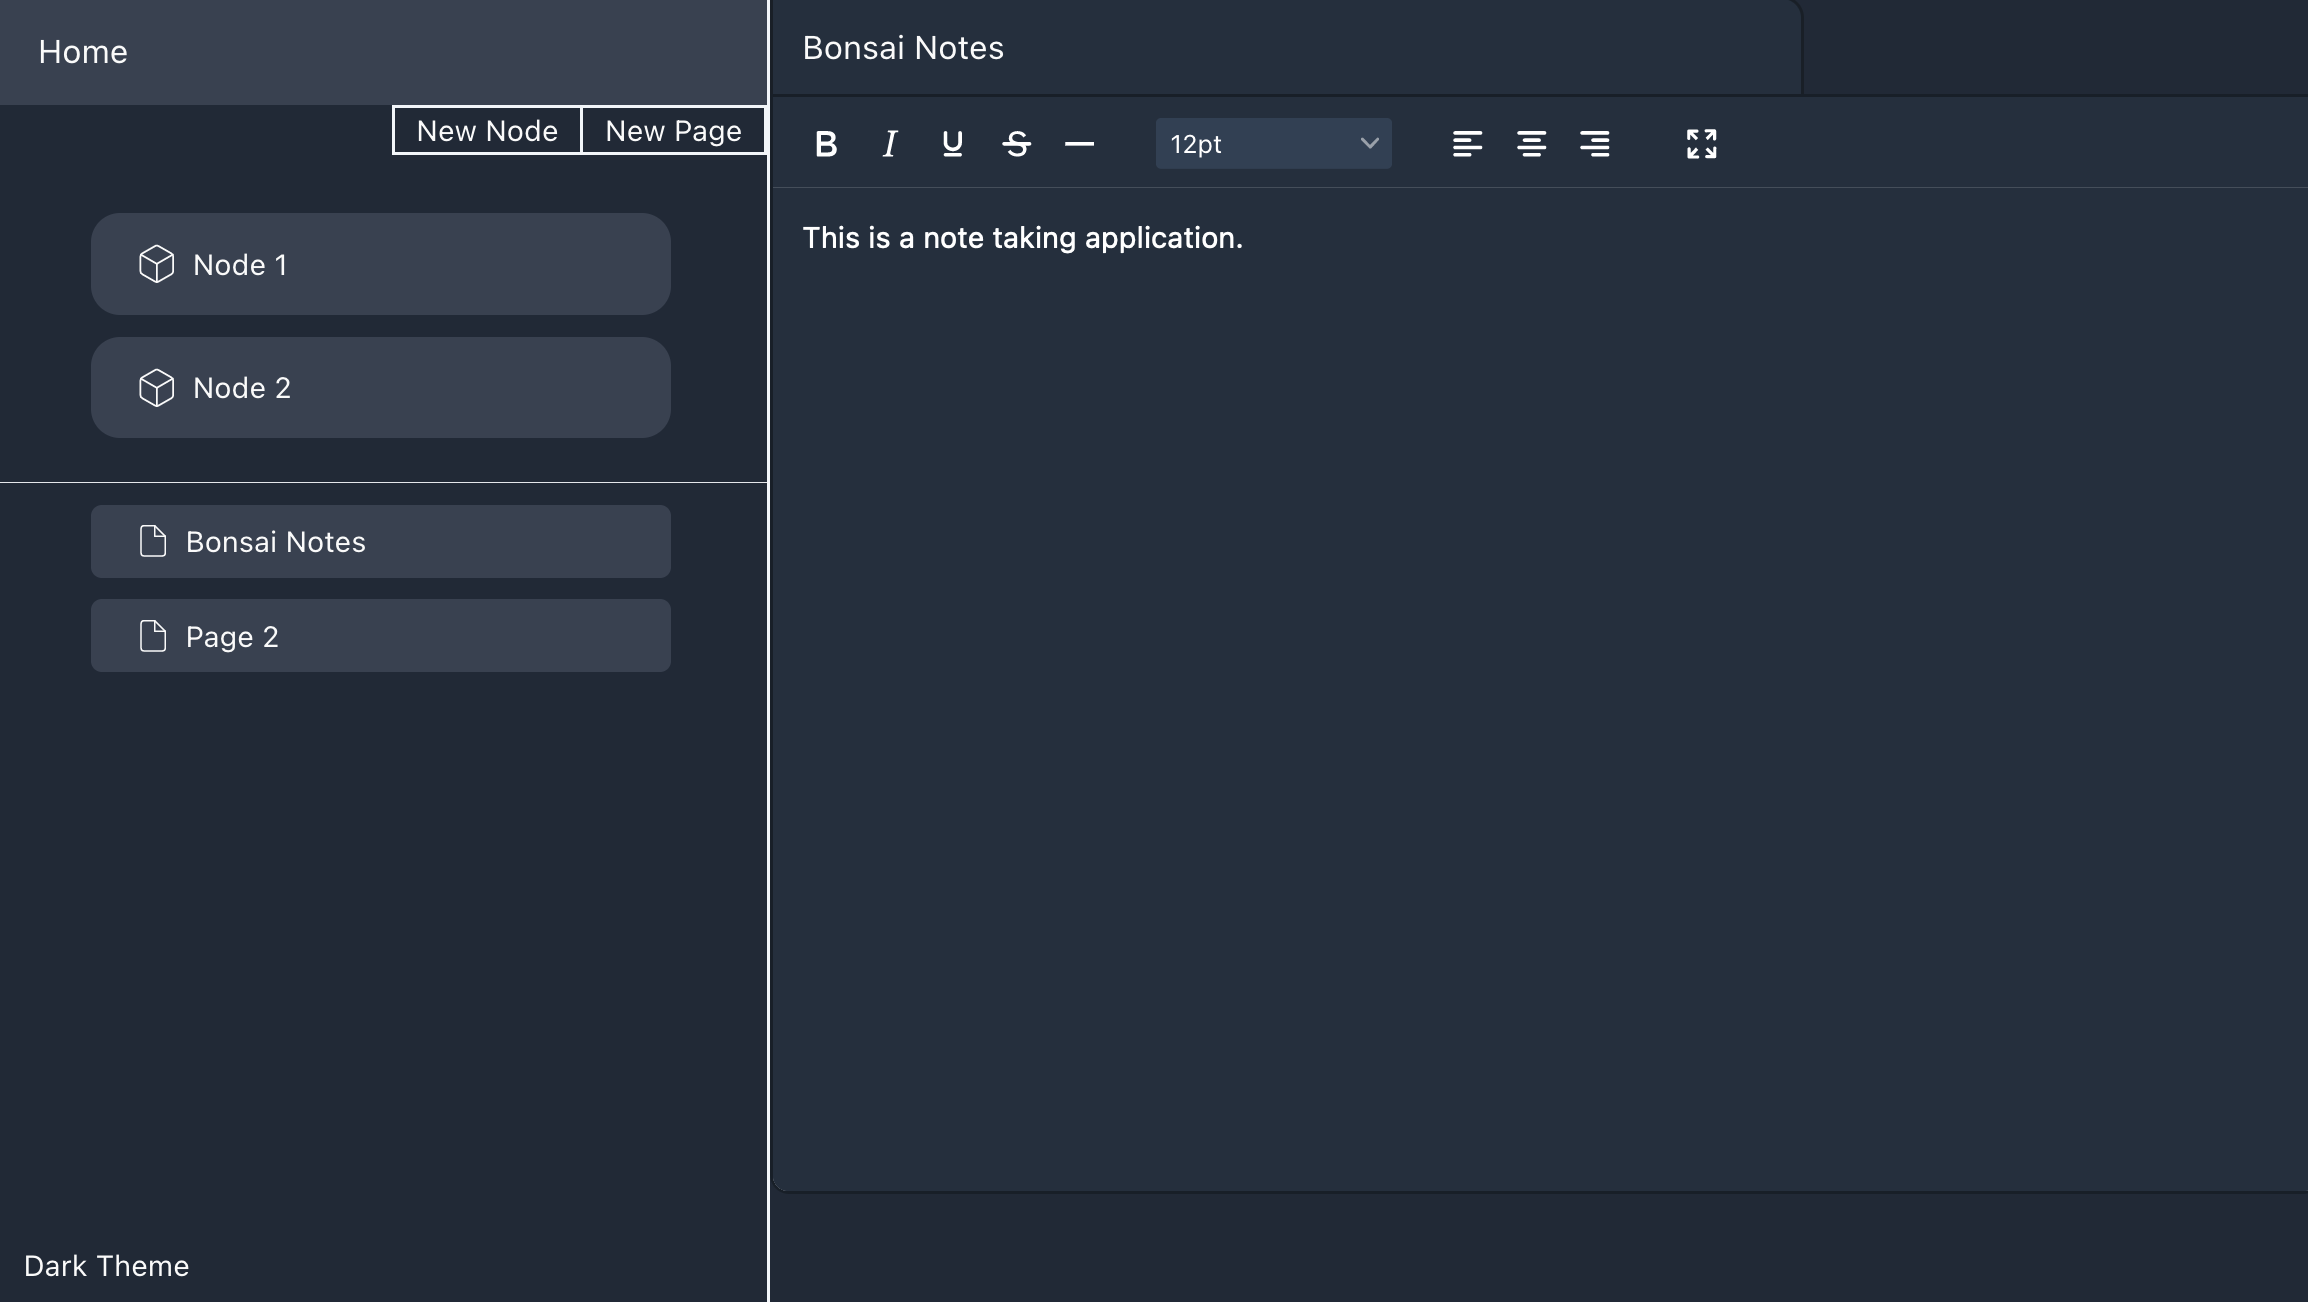 Home
New Node
New Page
Node 1
Node 2
Bonsai Notes
Page 2
Dark Theme
Bonsai Notes
B I U S
12pt
This is a note taking application.